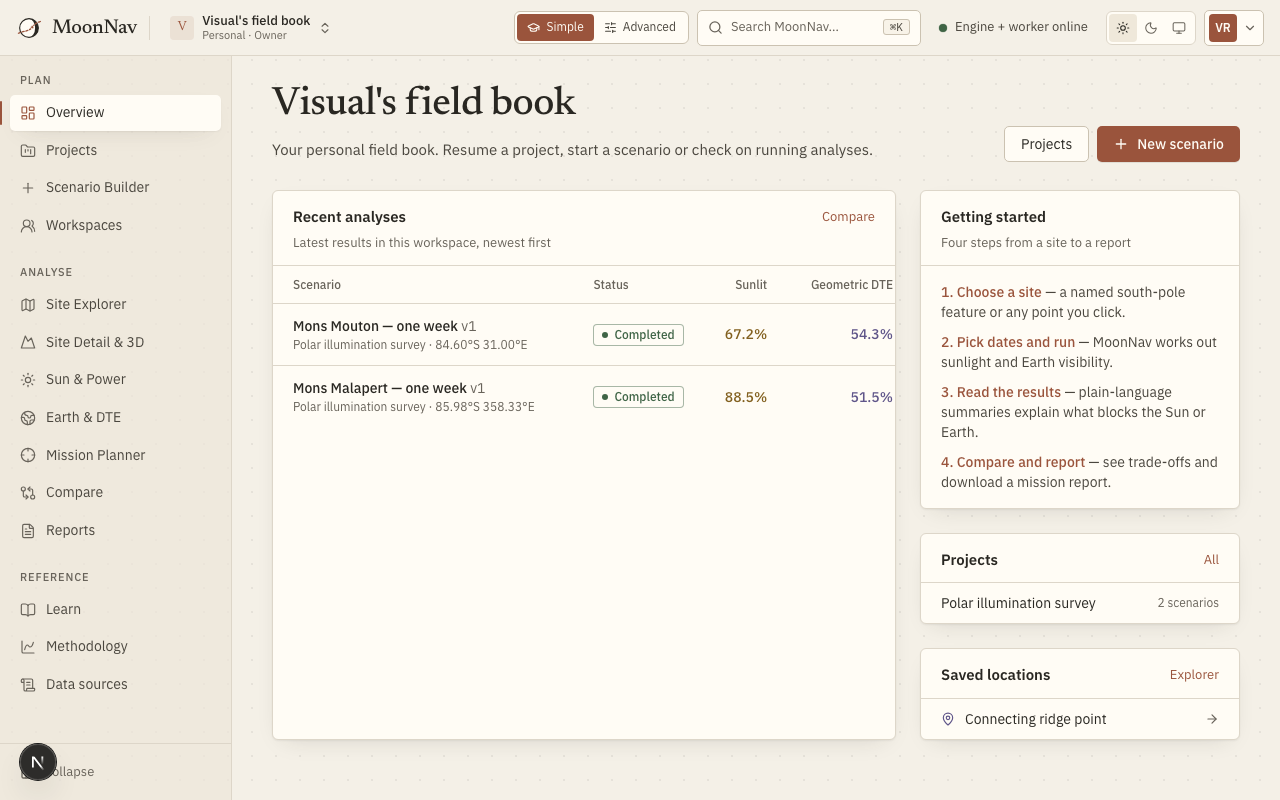 MoonNav
V
Visual's field book
Personal · Owner
Simple
Advanced
Search MoonNav...
⌘K
Engine + worker online
VR
PLAN
Overview
Projects
Scenario Builder
Workspaces
ANALYSE
Site Explorer
Site Detail & 3D
Sun & Power
Earth & DTE
Mission Planner
Compare
Reports
REFERENCE
Learn
Methodology
Data sources
N
ollapse
Visual's field book
Your personal field book. Resume a project, start a scenario or check on running analyses.
Projects
New scenario
Recent analyses
Compare
Latest results in this workspace, newest first
Scenario Status Sunlit Geometric DTE
Mons Mouton — one week v1
Polar illumination survey · 84.60°S 31.00°E
Completed 67.2% 54.3%
Mons Malapert — one week v1
Polar illumination survey · 85.98°S 358.33°E
Completed 88.5% 51.5%
Getting started
Four steps from a site to a report
1. Choose a site — a named south-pole
feature or any point you click.
2. Pick dates and run — MoonNav works out
sunlight and Earth visibility.
3. Read the results — plain-language
summaries explain what blocks the Sun or
Earth.
4. Compare and report — see trade-offs and
download a mission report.
Projects
All
Polar illumination survey
2 scenarios
Saved locations
Explorer
Connecting ridge point